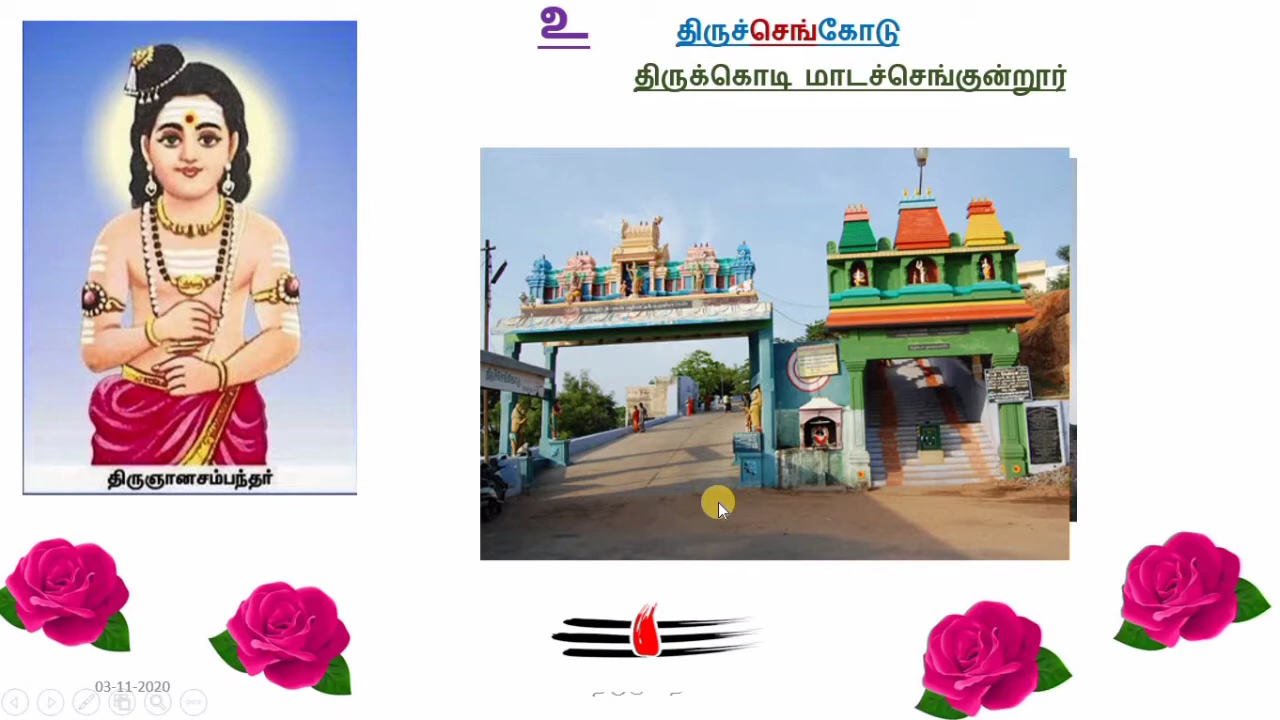 உ
திருச்செங்கோடு
திருக்கொடி மாடச்செங்குன்றூர்
திருஞானசம்பந்தர்
03-11-2020